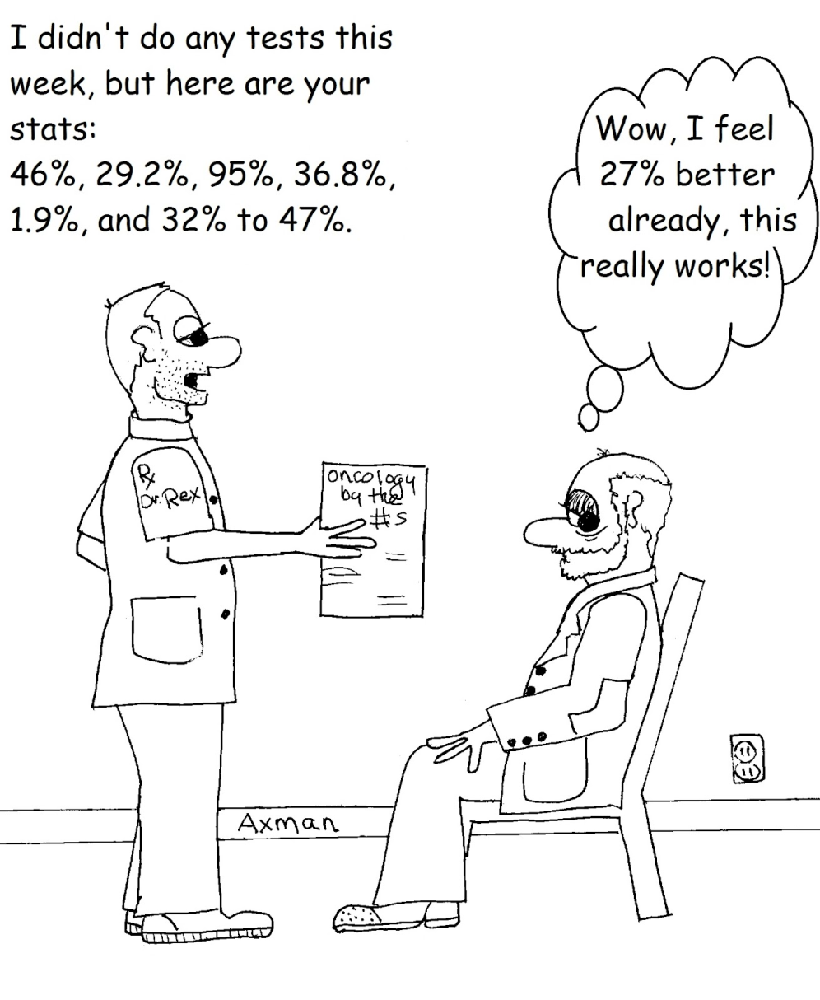 I didn't do any tests this
week, but here are your
stats:
46%, 29.2%, 95%, 36.8%,
1.9%, and 32% to 47%.
Wow, I feel
27% better
already, this
really works!
Rx
Dr. Rex
oncology
by the
#s
Axman